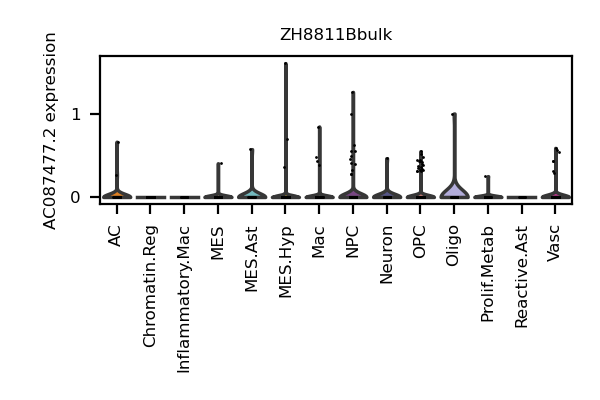 ZH8811Bbulk
AC087477.2 expression
1
0
AC
Chromatin.Reg
Inflammatory.Mac
MES
MES.Ast
MES.Hyp
Mac
NPC
Neuron
OPC
Oligo
Prolif.Metab
Reactive.Ast
Vasc